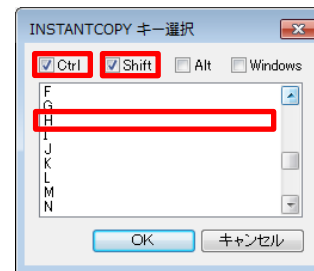 INSTANTCOPY キー選択
Ctrl Shift Alt Windows
F
G
H
I
J
K
L
M
N
OK キャンセル